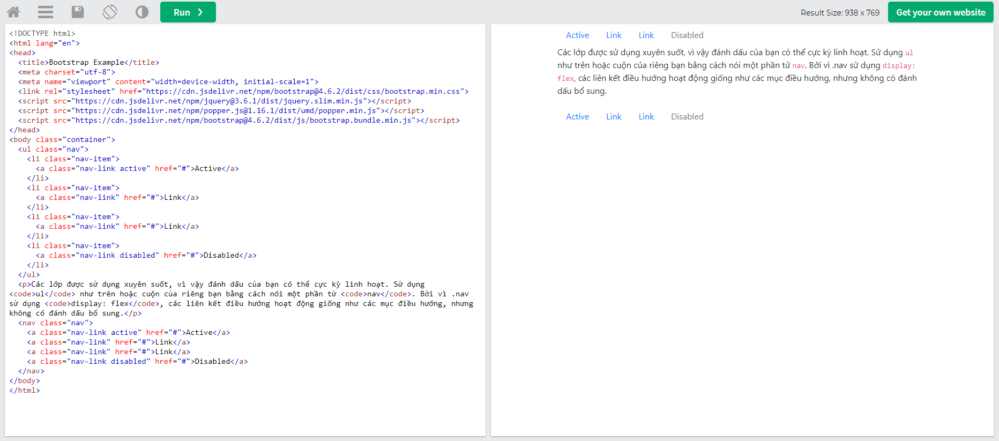 Run ❯
Result Size: 938 x 769
Get your own website
<!DOCTYPE html>
<html lang="en">
<head>
  <title>Bootstrap Example</title>
  <meta charset="utf-8">
  <meta name="viewport" content="width=device-width, initial-scale=1">
  <link rel="stylesheet" href="https://cdn.jsdelivr.net/npm/bootstrap@4.6.2/dist/css/bootstrap.min.css">
  <script src="https://cdn.jsdelivr.net/npm/jquery@3.6.1/dist/jquery.slim.min.js"></script>
  <script src="https://cdn.jsdelivr.net/npm/popper.js@1.16.1/dist/umd/popper.min.js"></script>
  <script src="https://cdn.jsdelivr.net/npm/bootstrap@4.6.2/dist/js/bootstrap.bundle.min.js"></script>
</head>
<body class="container">
  <ul class="nav">
    <li class="nav-item">
      <a class="nav-link active" href="#">Active</a>
    </li>
    <li class="nav-item">
      <a class="nav-link" href="#">Link</a>
    </li>
    <li class="nav-item">
      <a class="nav-link" href="#">Link</a>
    </li>
    <li class="nav-item">
      <a class="nav-link disabled" href="#">Disabled</a>
    </li>
  </ul>
  <p>Các lớp được sử dụng xuyên suốt, vì vậy đánh dấu của bạn có thể cực kỳ linh hoạt. Sử dụng
<code>ul</code> như trên hoặc cuộn của riêng bạn bằng cách nói một phần tử <code>nav</code>. Bởi vì .nav
sử dụng <code>display: flex</code>, các liên kết điều hướng hoạt động giống như các mục điều hướng, nhưng
không có đánh dấu bổ sung.</p>
  <nav class="nav">
    <a class="nav-link active" href="#">Active</a>
    <a class="nav-link" href="#">Link</a>
    <a class="nav-link" href="#">Link</a>
    <a class="nav-link disabled" href="#">Disabled</a>
  </nav>
</body>
</html>
Active Link Link Disabled
Các lớp được sử dụng xuyên suốt, vì vậy đánh dấu của bạn có thể cực kỳ linh hoạt. Sử dụng ul
như trên hoặc cuộn của riêng bạn bằng cách nói một phần tử nav. Bởi vì .nav sử dụng display:
flex, các liên kết điều hướng hoạt động giống như các mục điều hướng, nhưng không có đánh
dấu bổ sung.
Active Link Link Disabled